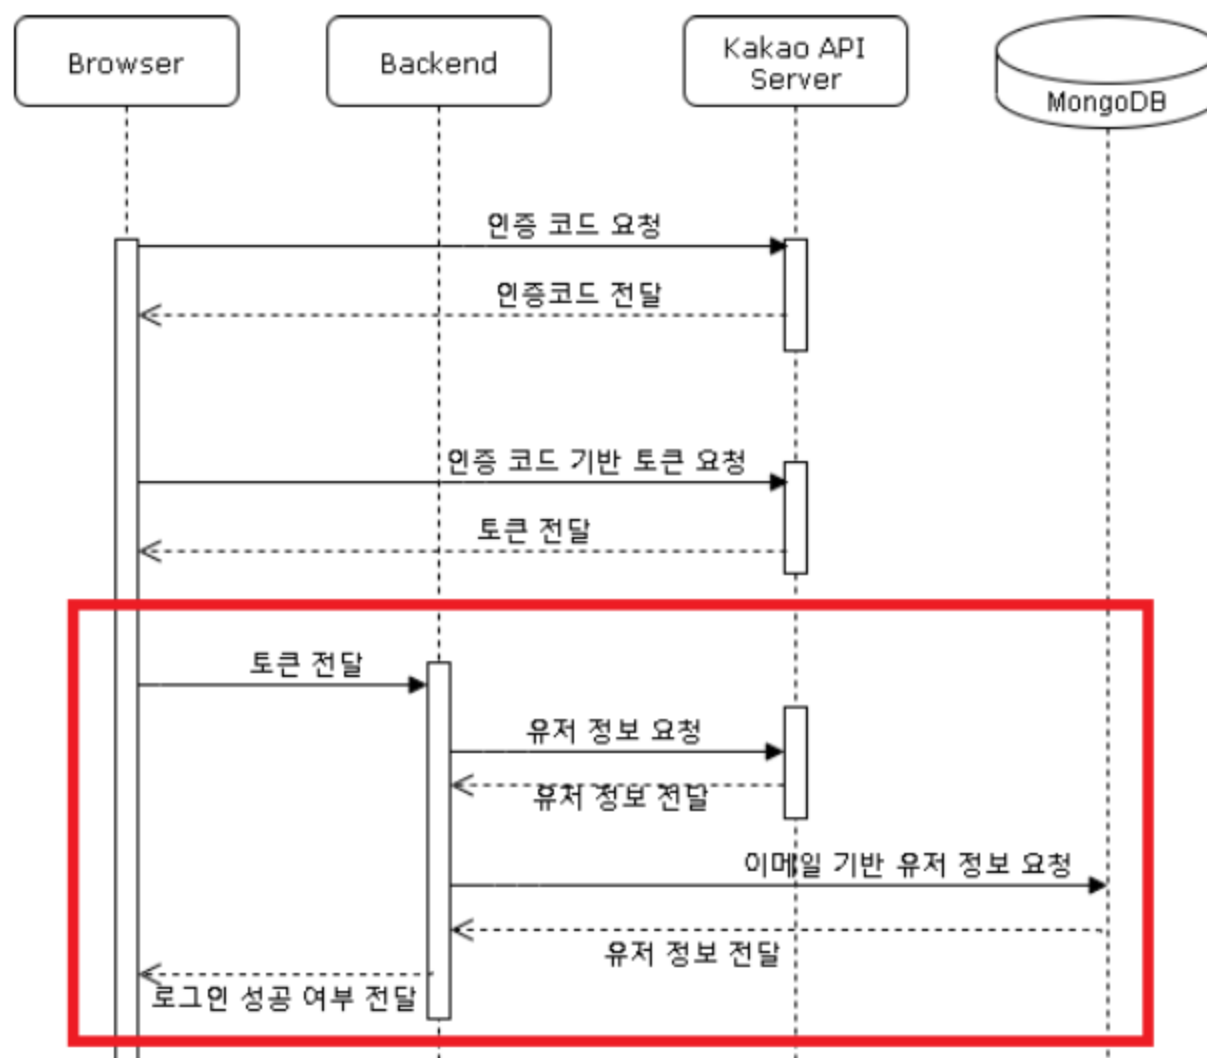 Browser
Backend
Kakao API
Server
MongoDB
인증 코드 요청
인증코드 전달
인증 코드 기반 토큰 요청
토큰 전달
토큰 전달
유저 정보 요청
유저 정보 전달
이메일 기반 유저 정보 요청
유저 정보 전달
로그인 성공 여부 전달